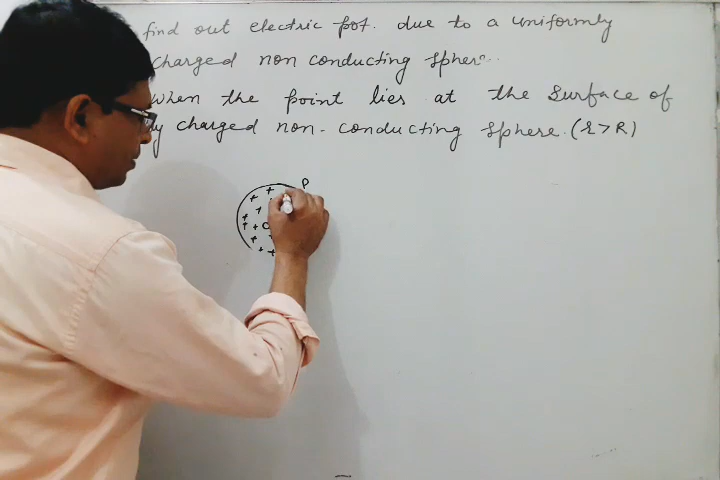 find out electric pot. due to a uniformly
charged non conducting sphere..
When the point lies at the surface of
charged non-conducting sphere. (r > R)
P
+ + + + + + + + + + +
O